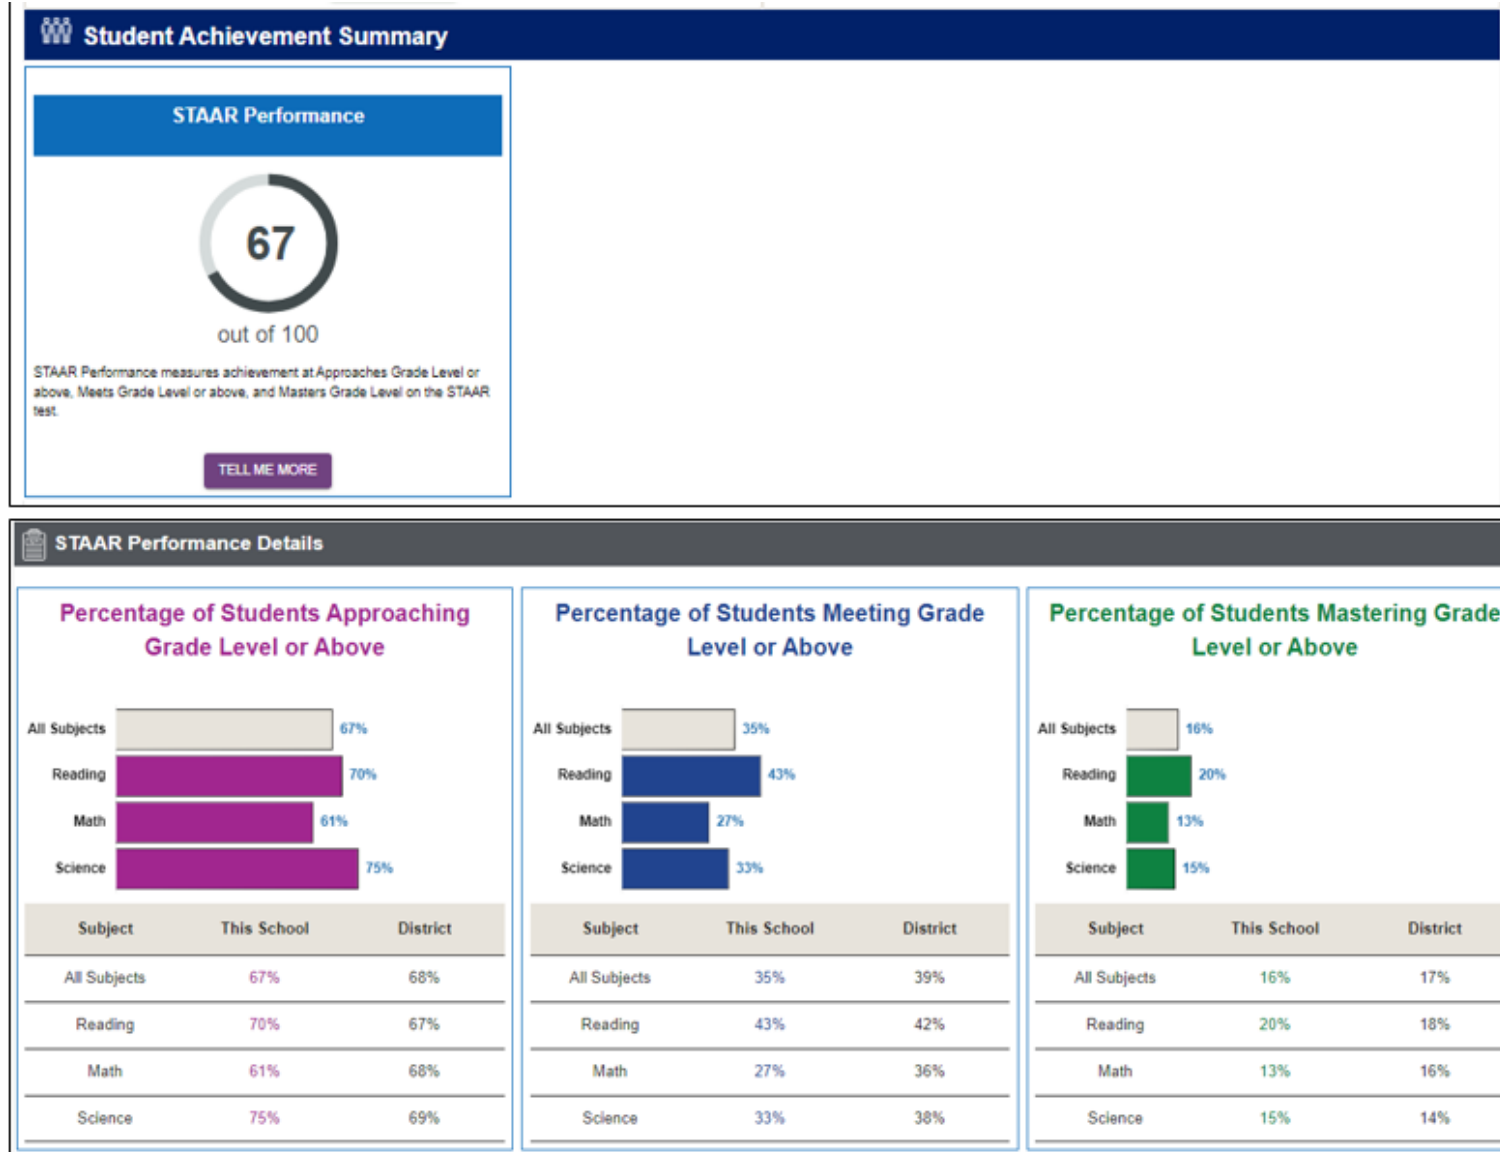 Student Achievement Summary
STAAR Performance
67
out of 100
STAAR Performance measures achievement at Approaches Grade Level or
above, Meets Grade Level or above, and Masters Grade Level on the STAAR
test.
TELL ME MORE
STAAR Performance Details
Percentage of Students Approaching
Grade Level or Above
All Subjects 67%
Reading 70%
Math 61%
Science 75%
Subject This School District
All Subjects 67% 68%
Reading 70% 67%
Math 61% 68%
Science 75% 69%
Percentage of Students Meeting Grade
Level or Above
All Subjects 35%
Reading 43%
Math 27%
Science 33%
Subject This School District
All Subjects 35% 39%
Reading 43% 42%
Math 27% 36%
Science 33% 38%
Percentage of Students Mastering Grade
Level or Above
All Subjects 16%
Reading 20%
Math 13%
Science 15%
Subject This School District
All Subjects 16% 17%
Reading 20% 18%
Math 13% 16%
Science 15% 14%